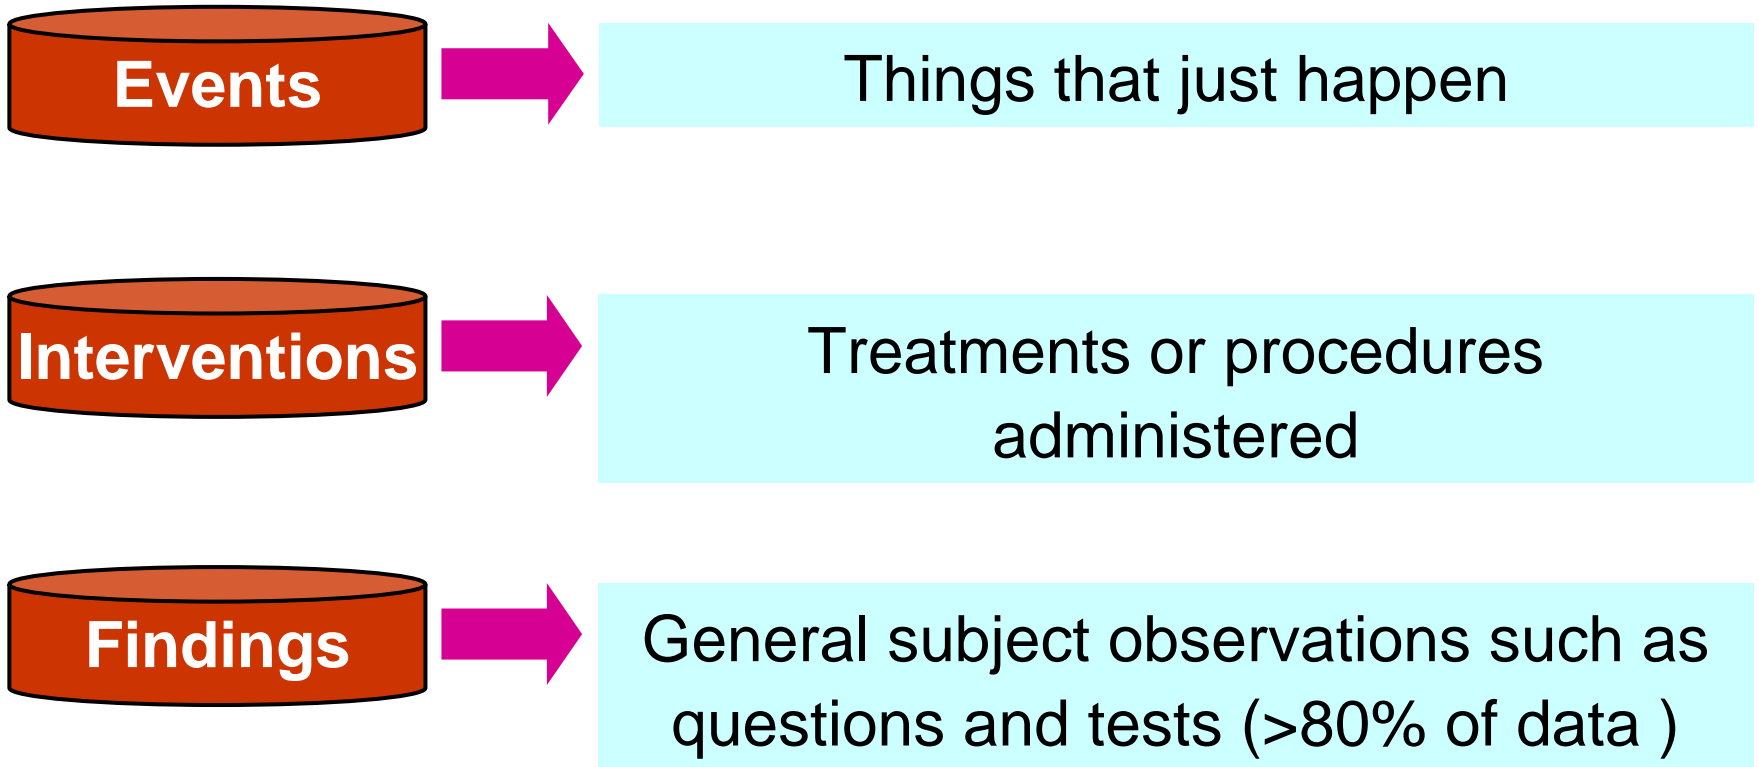 Events
Things that just happen
Interventions
Treatments or procedures
administered
Findings
General subject observations such as
questions and tests (>80% of data )